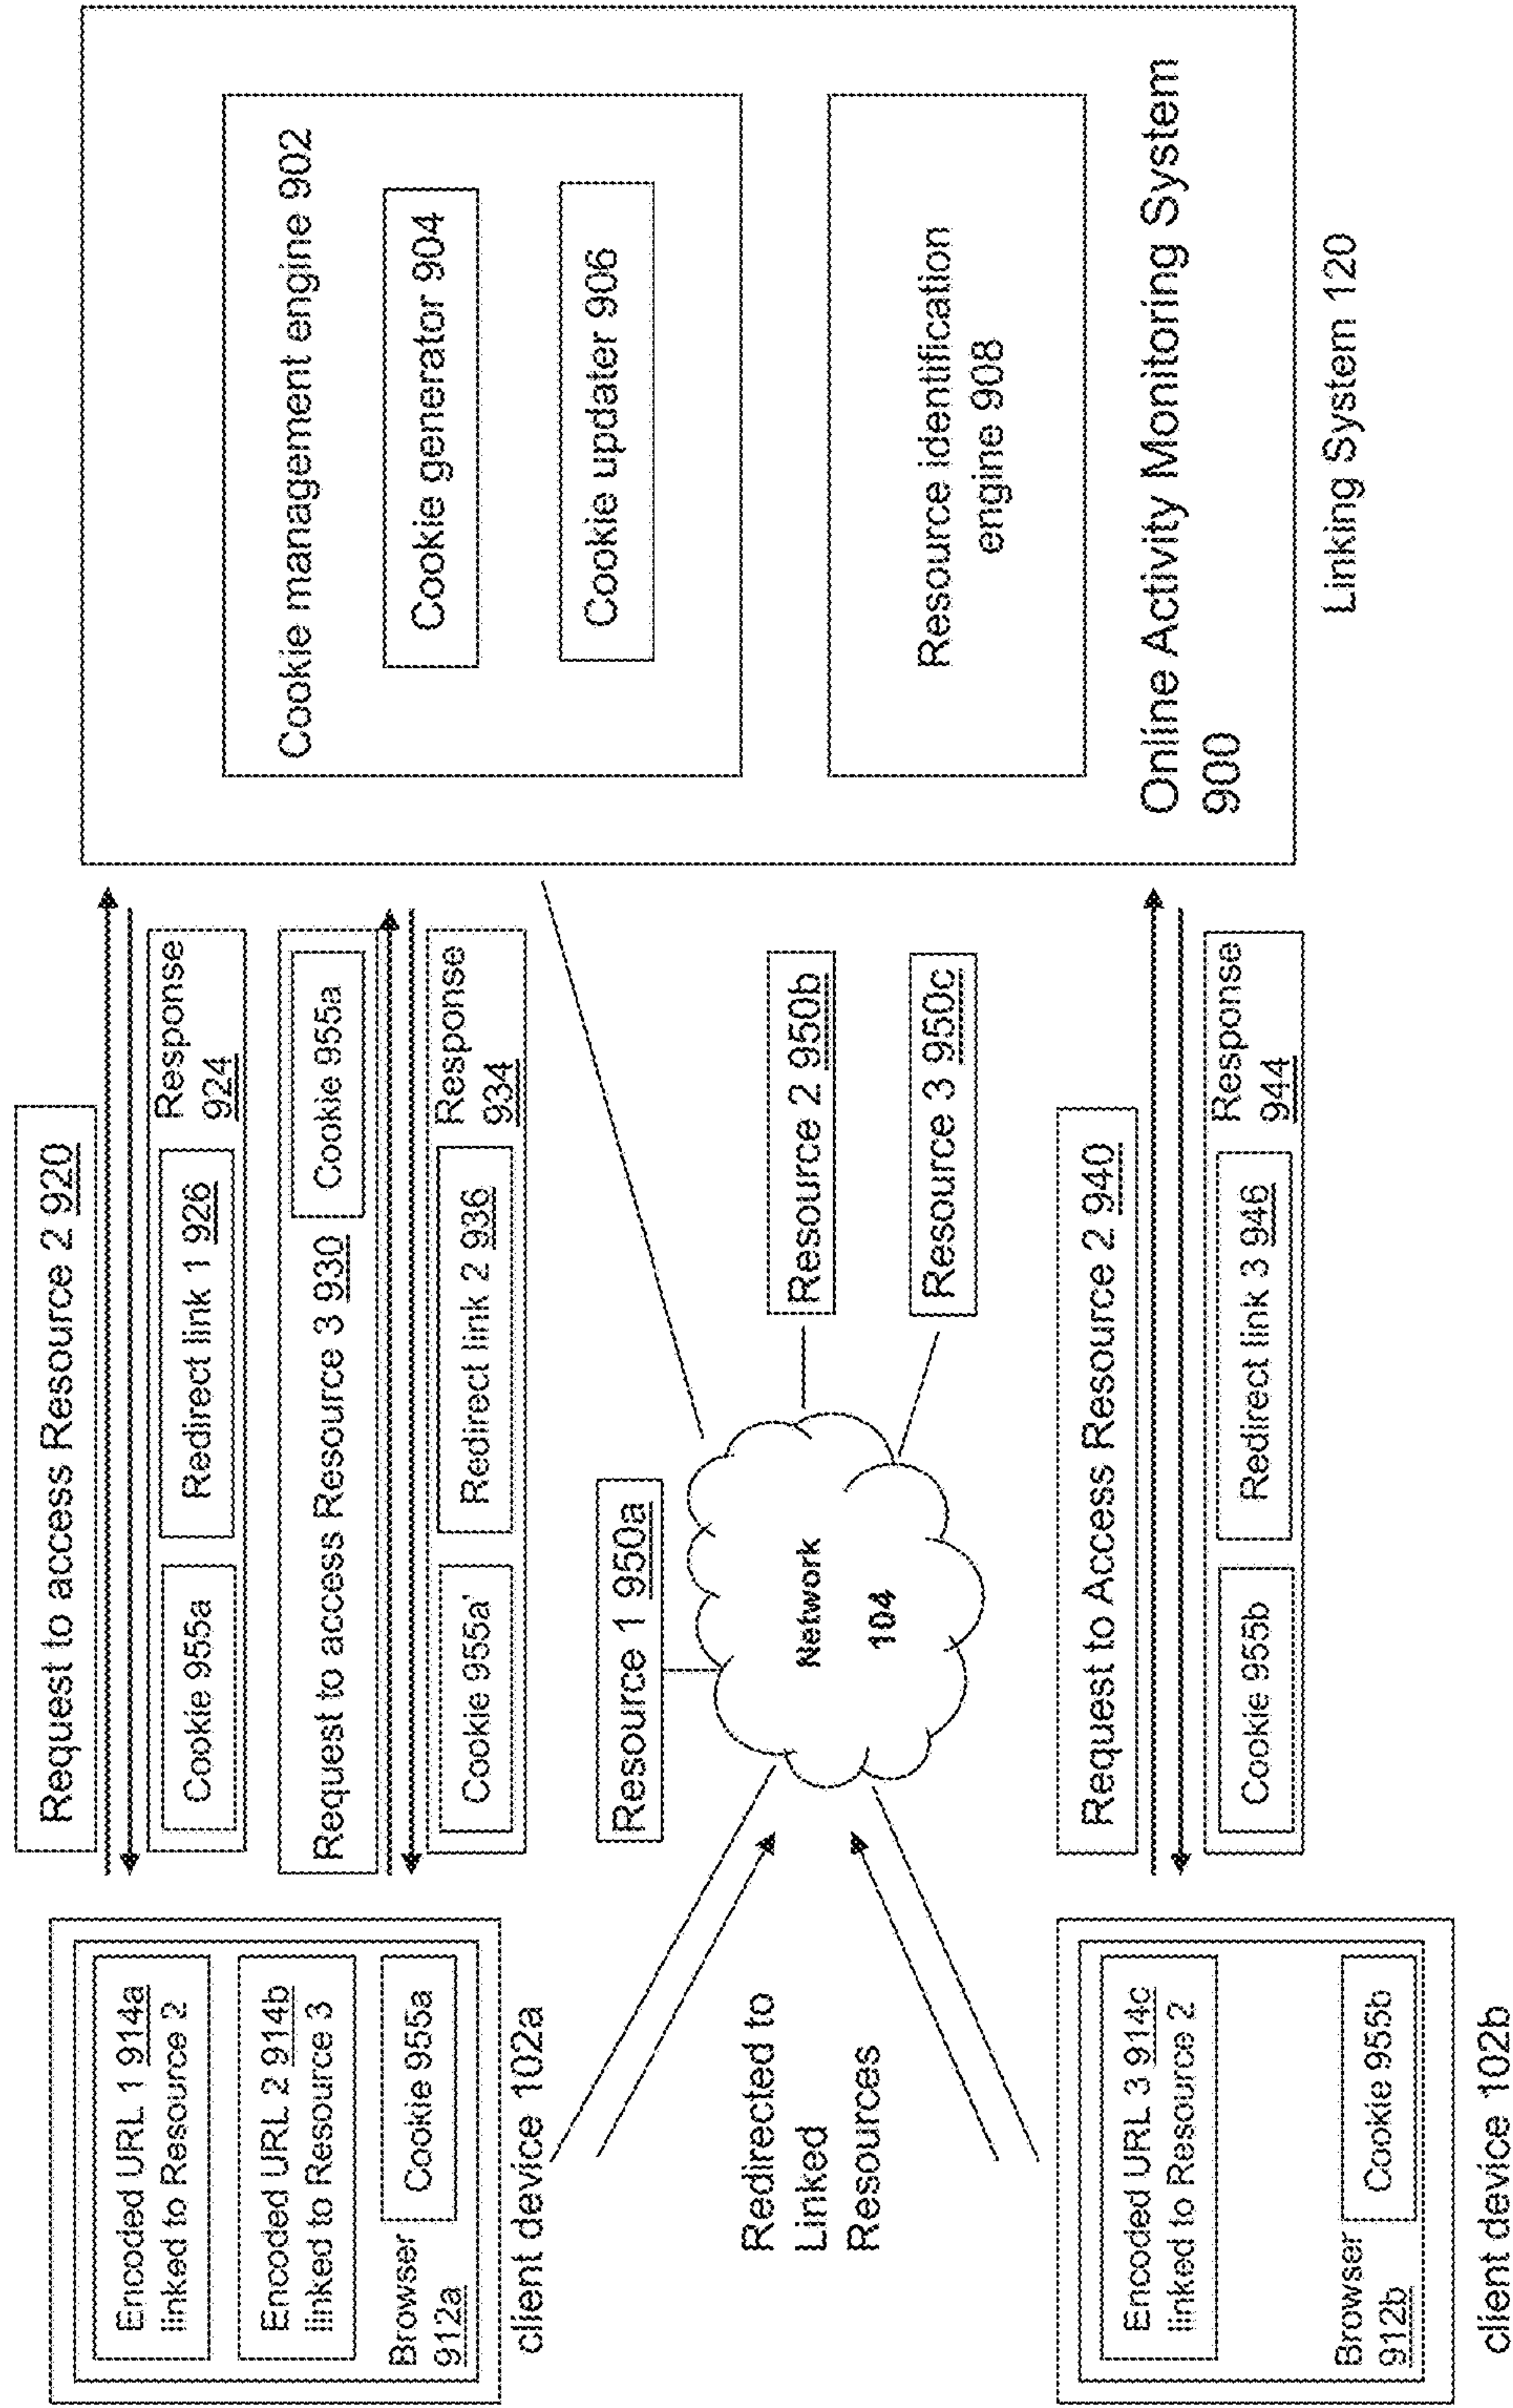 Request to access Resource 2 920
Cookie 955a
Redirect link 1 926
Response
924
Request to access Resource 3 930
Cookie 955a
Cookie 955a'
Redirect link 2 936
Response
934
Encoded URL 1 914a
linked to Resource 2
Encoded URL 2 914b
linked to Resource 3
Browser
912a
Cookie 955a
client device 102a
Resource 1 950a
Network
104
Resource 2 950b
Resource 3 950c
Redirected to
Linked
Resources
Request to Access Resource 2 940
Cookie 955b
Redirect link 3 946
Response
944
Encoded URL 3 914c
linked to Resource 2
Browser
912b
Cookie 955b
client device 102b
Cookie management engine 902
Cookie generator 904
Cookie updater 906
Resource identification
engine 908
Online Activity Monitoring System
900
Linking System 120